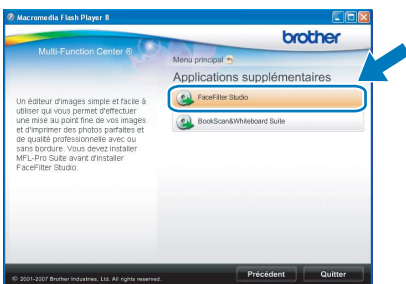 Macromedia Flash Player 8
brother
Multi-Function Center ®
Menu principal
Applications supplémentaires
FaceFilter Studio
BookScan&Whiteboard Suite
Un éditeur d'images simple et facile à
utiliser qui vous permet d'effectuer
une mise au point fine de vos images
et d'imprimer des photos parfaites et
de qualité professionnelle avec ou
sans bordure. Vous devez installer
MFL-Pro Suite avant d'installer
FaceFilter Studio.
© 2001-2007 Brother Industries, Ltd. All rights reserved.
Précédent
Quitter